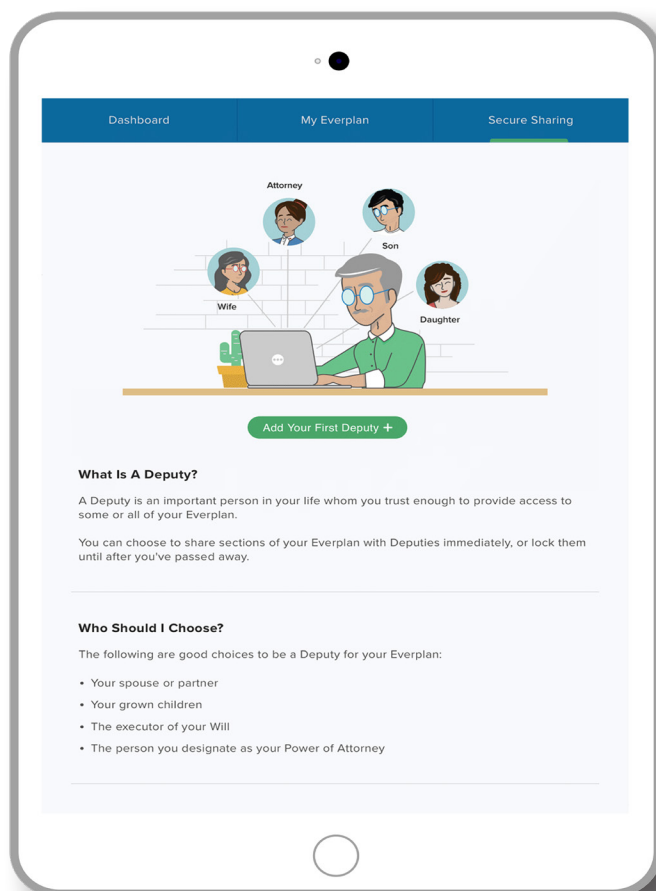 Dashboard
My Everplan
Secure Sharing
Attorney
Son
Wife
Daughter
Add Your First Deputy +
What Is A Deputy?
A Deputy is an important person in your life whom you trust enough to provide access to
some or all of your Everplan.
You can choose to share sections of your Everplan with Deputies immediately, or lock them
until after you've passed away.
Who Should I Choose?
The following are good choices to be a Deputy for your Everplan:
• Your spouse or partner
• Your grown children
• The executor of your Will
• The person you designate as your Power of Attorney